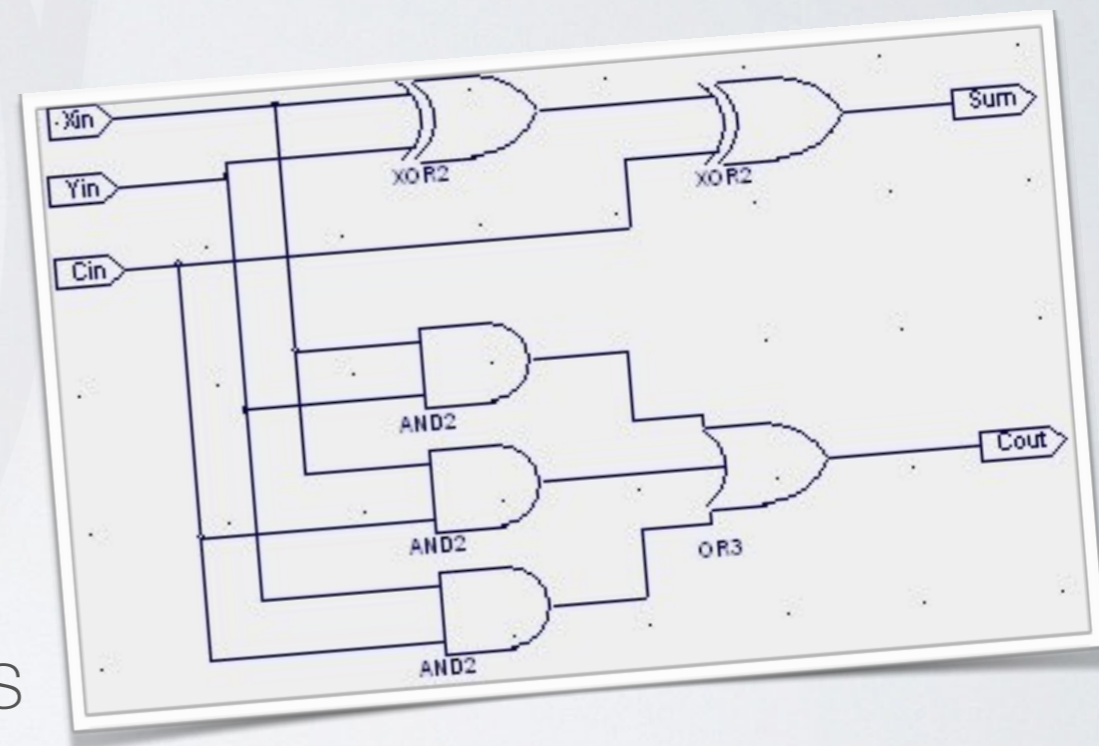 Xin
Sum
Yin
XOR2
XOR2
Cin
AND2
Cout
AND2
OR3
AND2
S